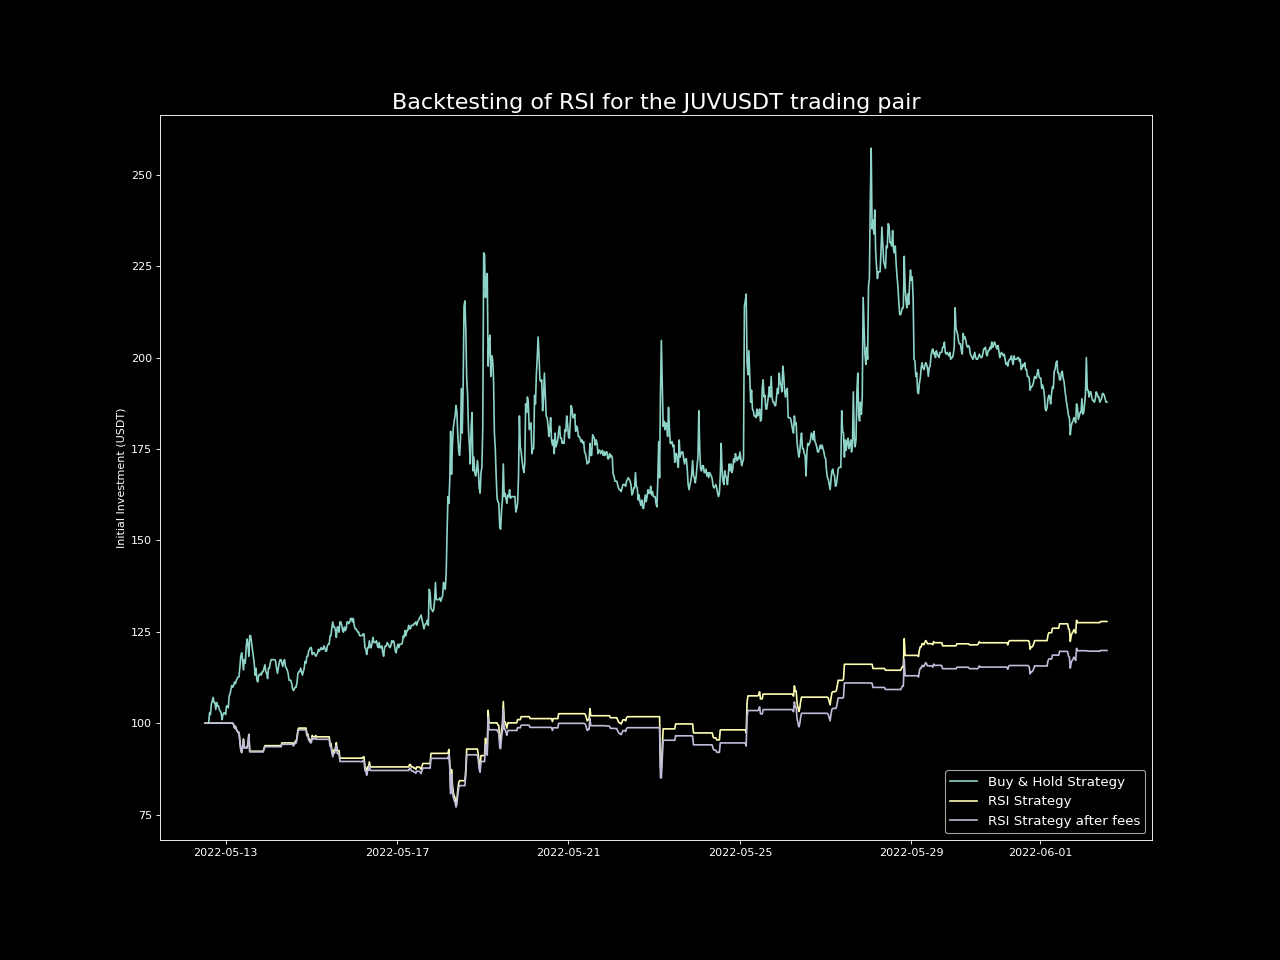 Backtesting of RSI for the JUVUSDT trading pair
250
225
200
175
150
125
100
75
Initial Investment (USDT)
2022-05-13
2022-05-17
2022-05-21
2022-05-25
2022-05-29
2022-06-01
Buy & Hold Strategy
RSI Strategy
RSI Strategy after fees